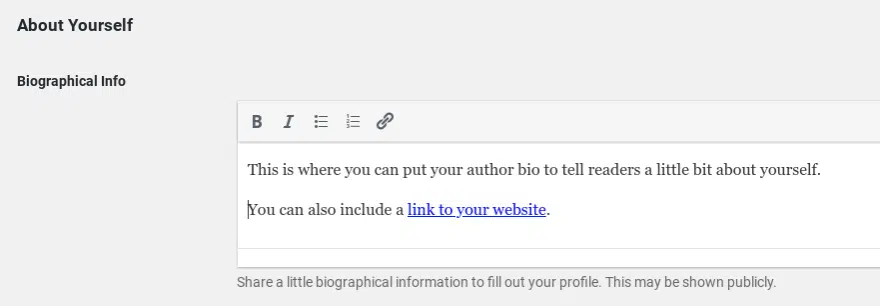 About Yourself
Biographical Info
B I
This is where you can put your author bio to tell readers a little bit about yourself.
You can also include a link to your website.
Share a little biographical information to fill out your profile. This may be shown publicly.